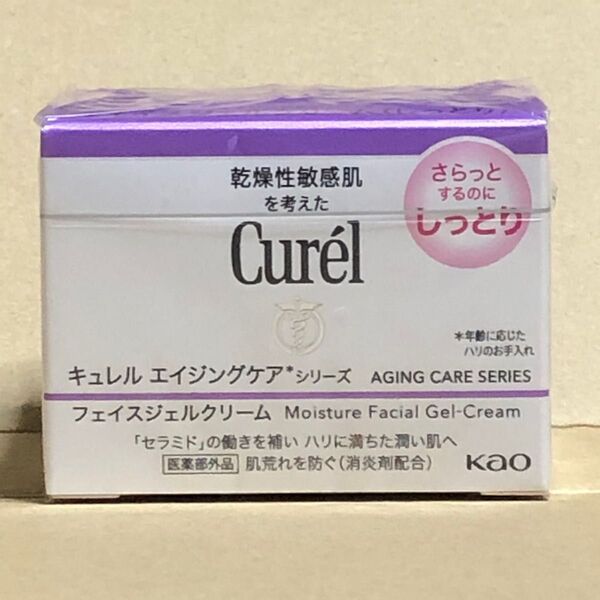 乾燥性敏感肌
を考えた
Curél
さらっと
するのに
しっとり
*年齢に応じた
ハリのお手入れ
キュレル エイジングケア*シリーズ AGING CARE SERIES
フェイスジェルクリーム Moisture Facial Gel-Cream
「セラミド」の働きを補い ハリに満ちた潤い肌へ
医薬部外品 肌荒れを防ぐ(消炎剤配合)
Kao